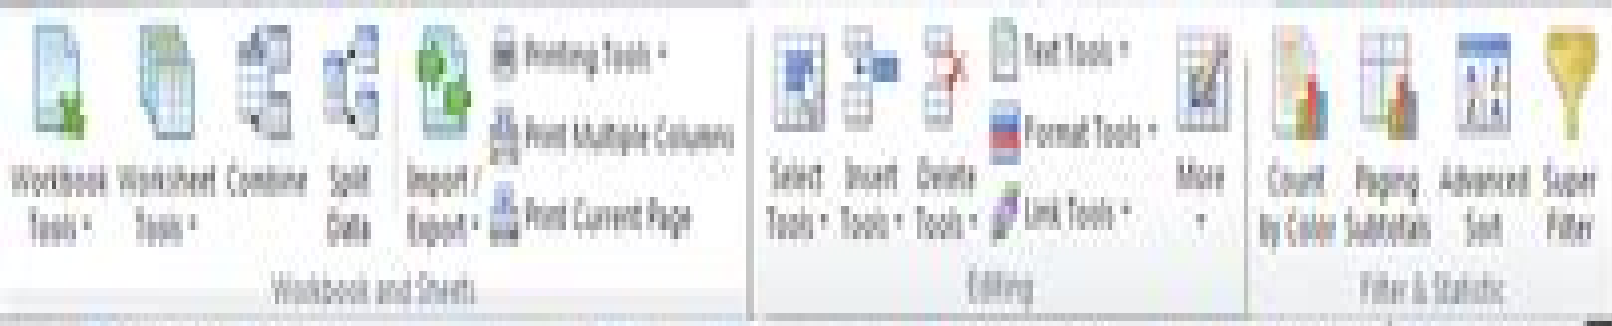 Workbook Tools
Worksheet Tools
Combine
Split Data
Import / Export
Printing Tools
Print Multiple Columns
Print Current Page
Workbook and Sheets
Select Tools
Insert Tools
Delete Tools
Text Tools
Format Tools
Link Tools
More
Editing
Count by Color
Paging Subtotals
Advanced Sort
Super Filter
Filter & Statistic